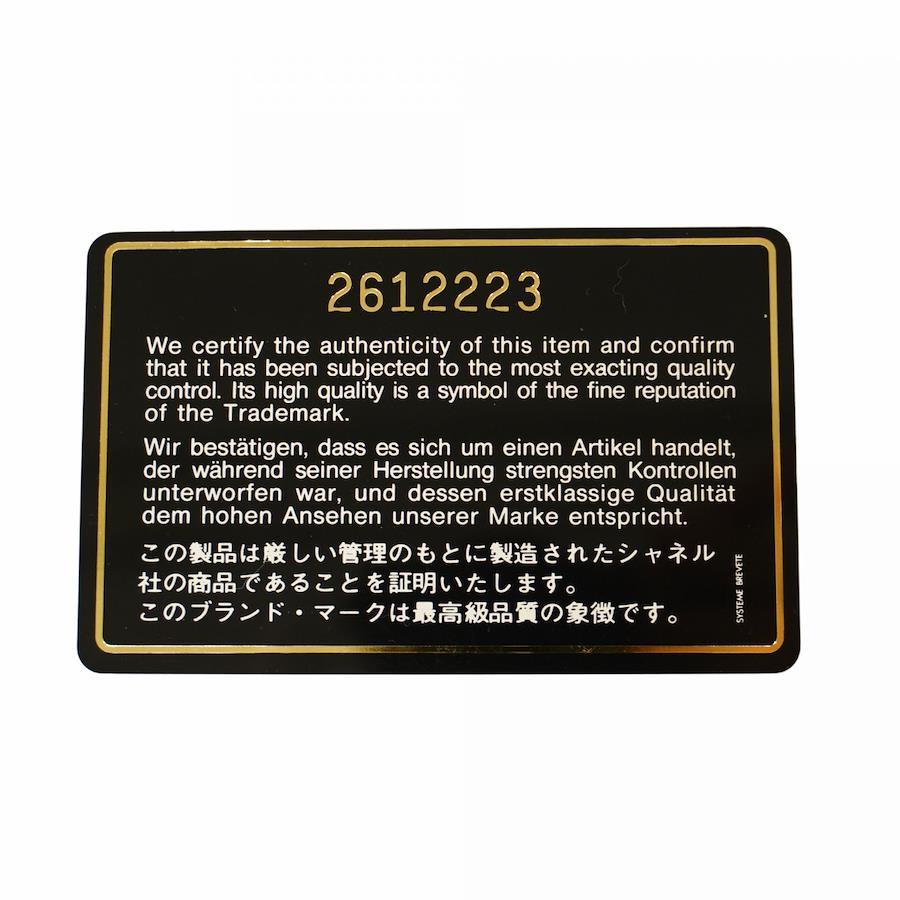 2612223
We certify the authenticity of this item and confirm
that it has been subjected to the most exacting quality
control. Its high quality is a symbol of the fine reputation
of the Trademark.
Wir bestätigen, dass es sich um einen Artikel handelt,
der während seiner Herstellung strengsten Kontrollen
unterworfen war, und dessen erstklassige Qualität
dem hohen Ansehen unserer Marke entspricht.
この製品は厳しい管理のもとに製造されたシャネル
社の商品であることを証明いたします。
このブランド・マークは最高級品質の象徴です。
SYSTEME BREVETE